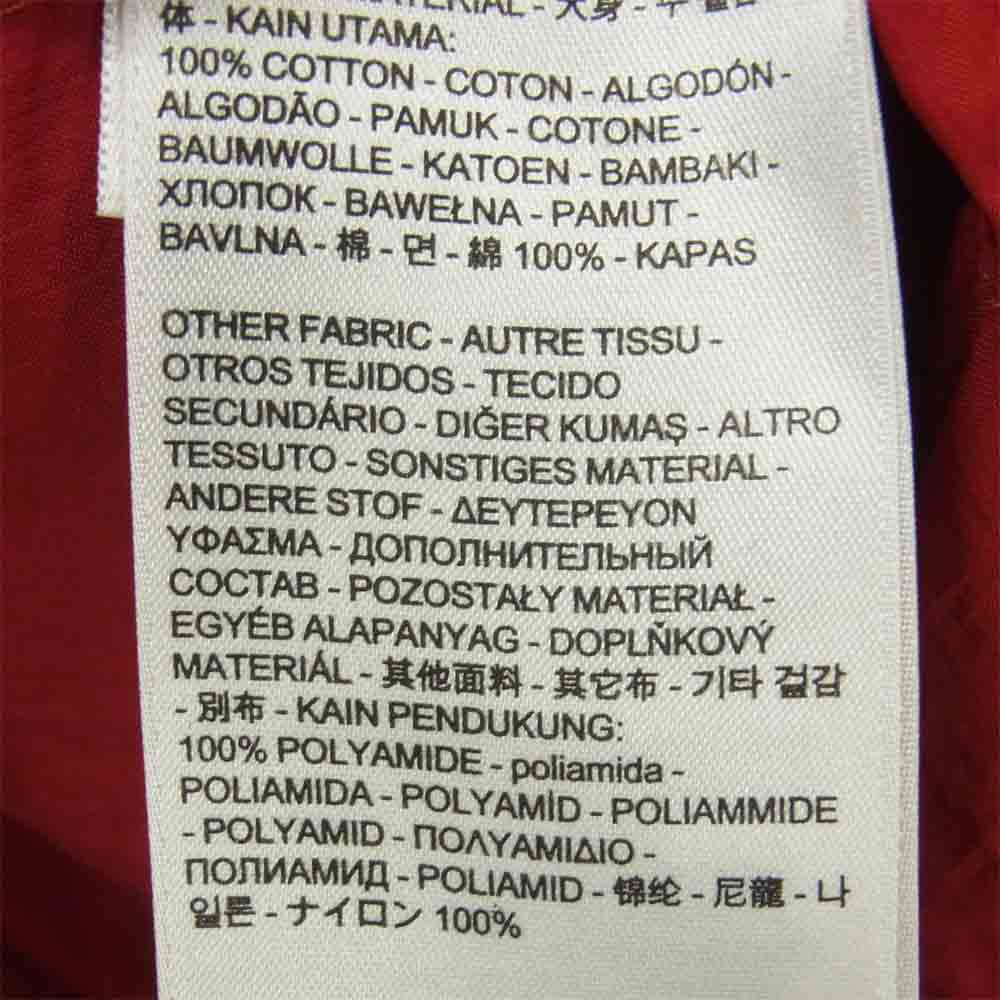 MATERIAL - 大身 -
体 - KAIN UTAMA:
100% COTTON - COTON - ALGODÓN -
ALGODÃO - PAMUK - COTONE -
BAUMWOLLE - KATOEN - ΒΑΜΒΑΚΙ -
ХЛОПОК - BAWEŁNA - PAMUT -
BAVLNA - 棉 - 면 - 綿 100% - KAPAS
OTHER FABRIC - AUTRE TISSU -
OTROS TEJIDOS - TECIDO
SECUNDÁRIO - DIĞER KUMAŞ - ALTRO
TESSUTO - SONSTIGES MATERIAL -
ANDERE STOF - ΔΕΥΤΕΡΕΥΟΝ
ΥΦΑΣΜΑ - ДОПОЛНИТЕЛЬНЫЙ
СОСТАВ - POZOSTAŁY MATERIAŁ -
EGYÉB ALAPANYAG - DOPLŇKOVÝ
MATERIÁL - 其他面料 - 其它布 - 기타 겉감
- 別布 - KAIN PENDUKUNG:
100% POLYAMIDE - poliamida -
POLIAMIDA - POLYAMİD - POLIAMMIDE
- POLYAMID - ΠΟΛΥΑΜΙΔΙΟ -
ПОЛИАМИД - POLIAMID - 锦纶 - 尼龍 - 나
일론 - ナイロン 100%